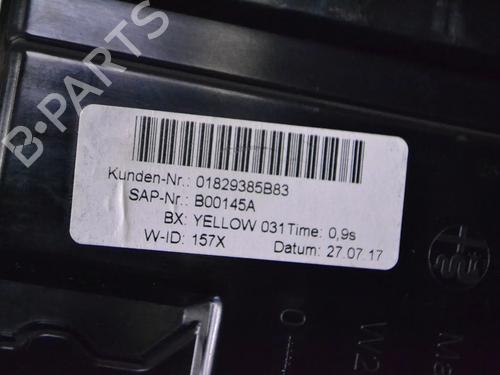 B-PARTS
Kunden-Nr.: 01829385B83
SAP-Nr.: B00145A
BX: YELLOW 031 Time: 0,9s
W-ID: 157X Datum: 27.07.17